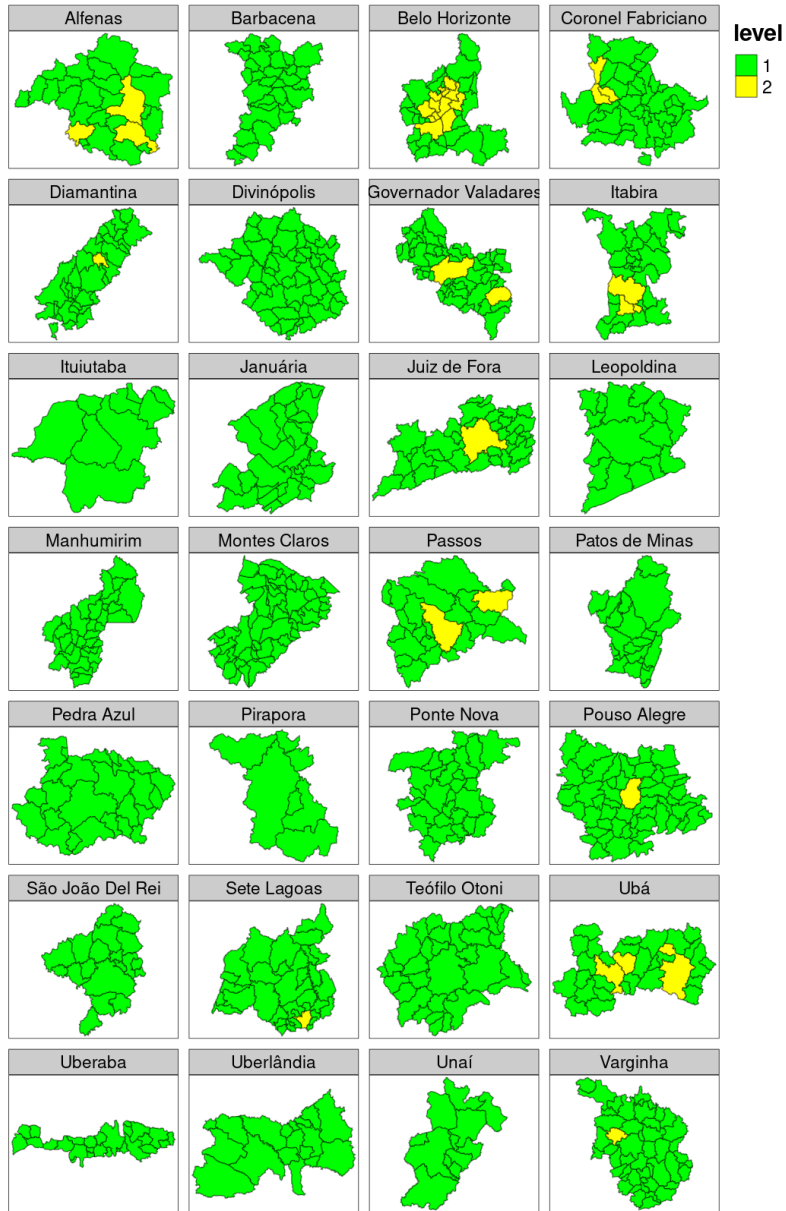 Alfenas
Barbacena
Belo Horizonte
Coronel Fabriciano
level
1
2
Diamantina
Divinópolis
Governador Valadares
Itabira
Ituiutaba
Januária
Juiz de Fora
Leopoldina
Manhumirim
Montes Claros
Passos
Patos de Minas
Pedra Azul
Pirapora
Ponte Nova
Pouso Alegre
São João Del Rei
Sete Lagoas
Teófilo Otoni
Ubá
Uberaba
Uberlândia
Unaí
Varginha